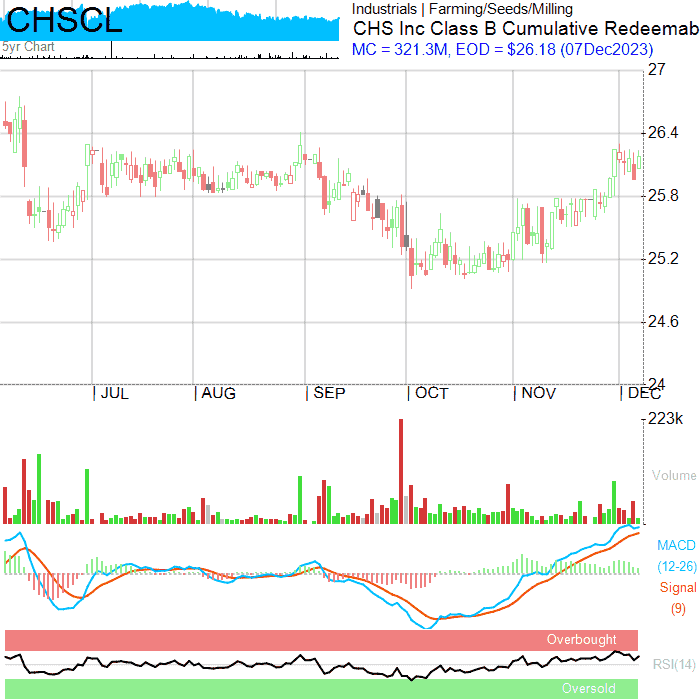 CHSCL
5yr Chart
Industrials | Farming/Seeds/Milling
CHS Inc Class B Cumulative Redeemab
MC = 321.3M, EOD = $26.18 (07Dec2023)
27
26.4
25.8
25.2
24.6
24
JUL AUG SEP OCT NOV DEC
223k
Volume
MACD
(12-26)
Signal
(9)
Overbought
RSI(14)
Oversold